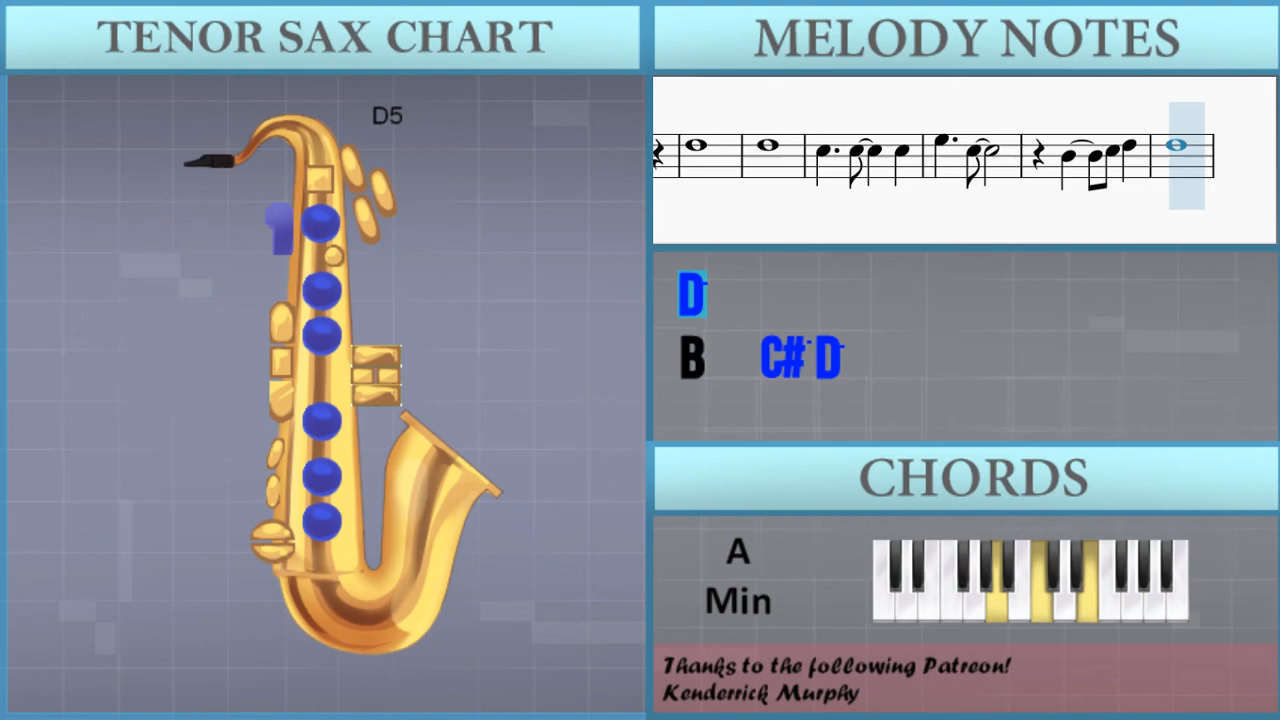 TENOR SAX CHART
D5
MELODY NOTES
D
B C# D
CHORDS
A
Min
Thanks to the following Patreon!
Kenderrick Murphy